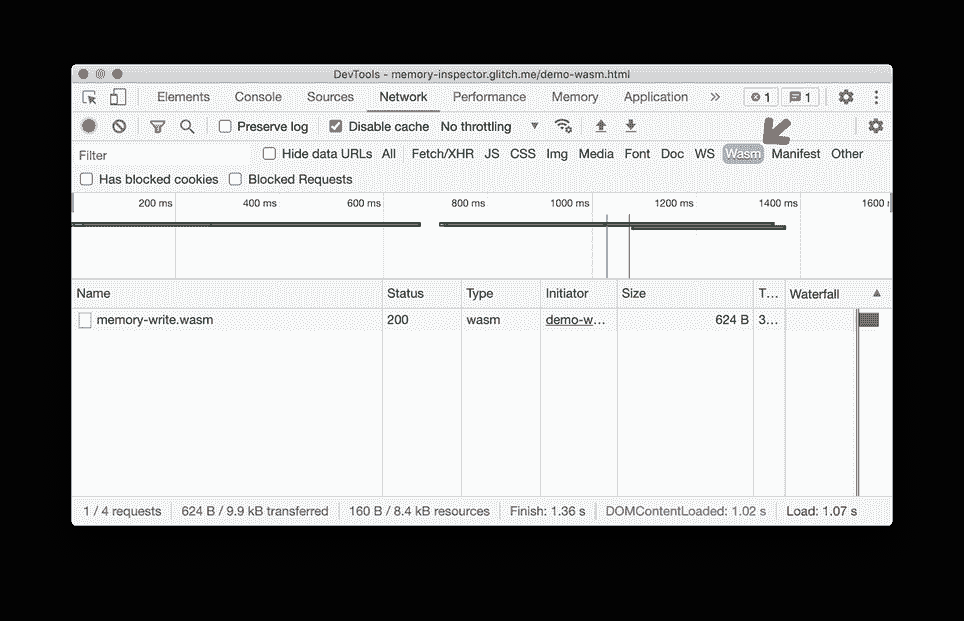 DevTools - memory-inspector.glitch.me/demo-wasm.html
Elements Console Sources Network Performance Memory Application » 1 1
Preserve log Disable cache No throttling
Filter Hide data URLs All Fetch/XHR JS CSS Img Media Font Doc WS Wasm Manifest Other
Has blocked cookies Blocked Requests
200 ms 400 ms 600 ms 800 ms 1000 ms 1200 ms 1400 ms 1600 r
Name Status Type Initiator Size T... Waterfall
memory-write.wasm 200 wasm demo-w... 624 B 3...
1 / 4 requests 624 B / 9.9 kB transferred 160 B / 8.4 kB resources Finish: 1.36 s DOMContentLoaded: 1.02 s Load: 1.07 s